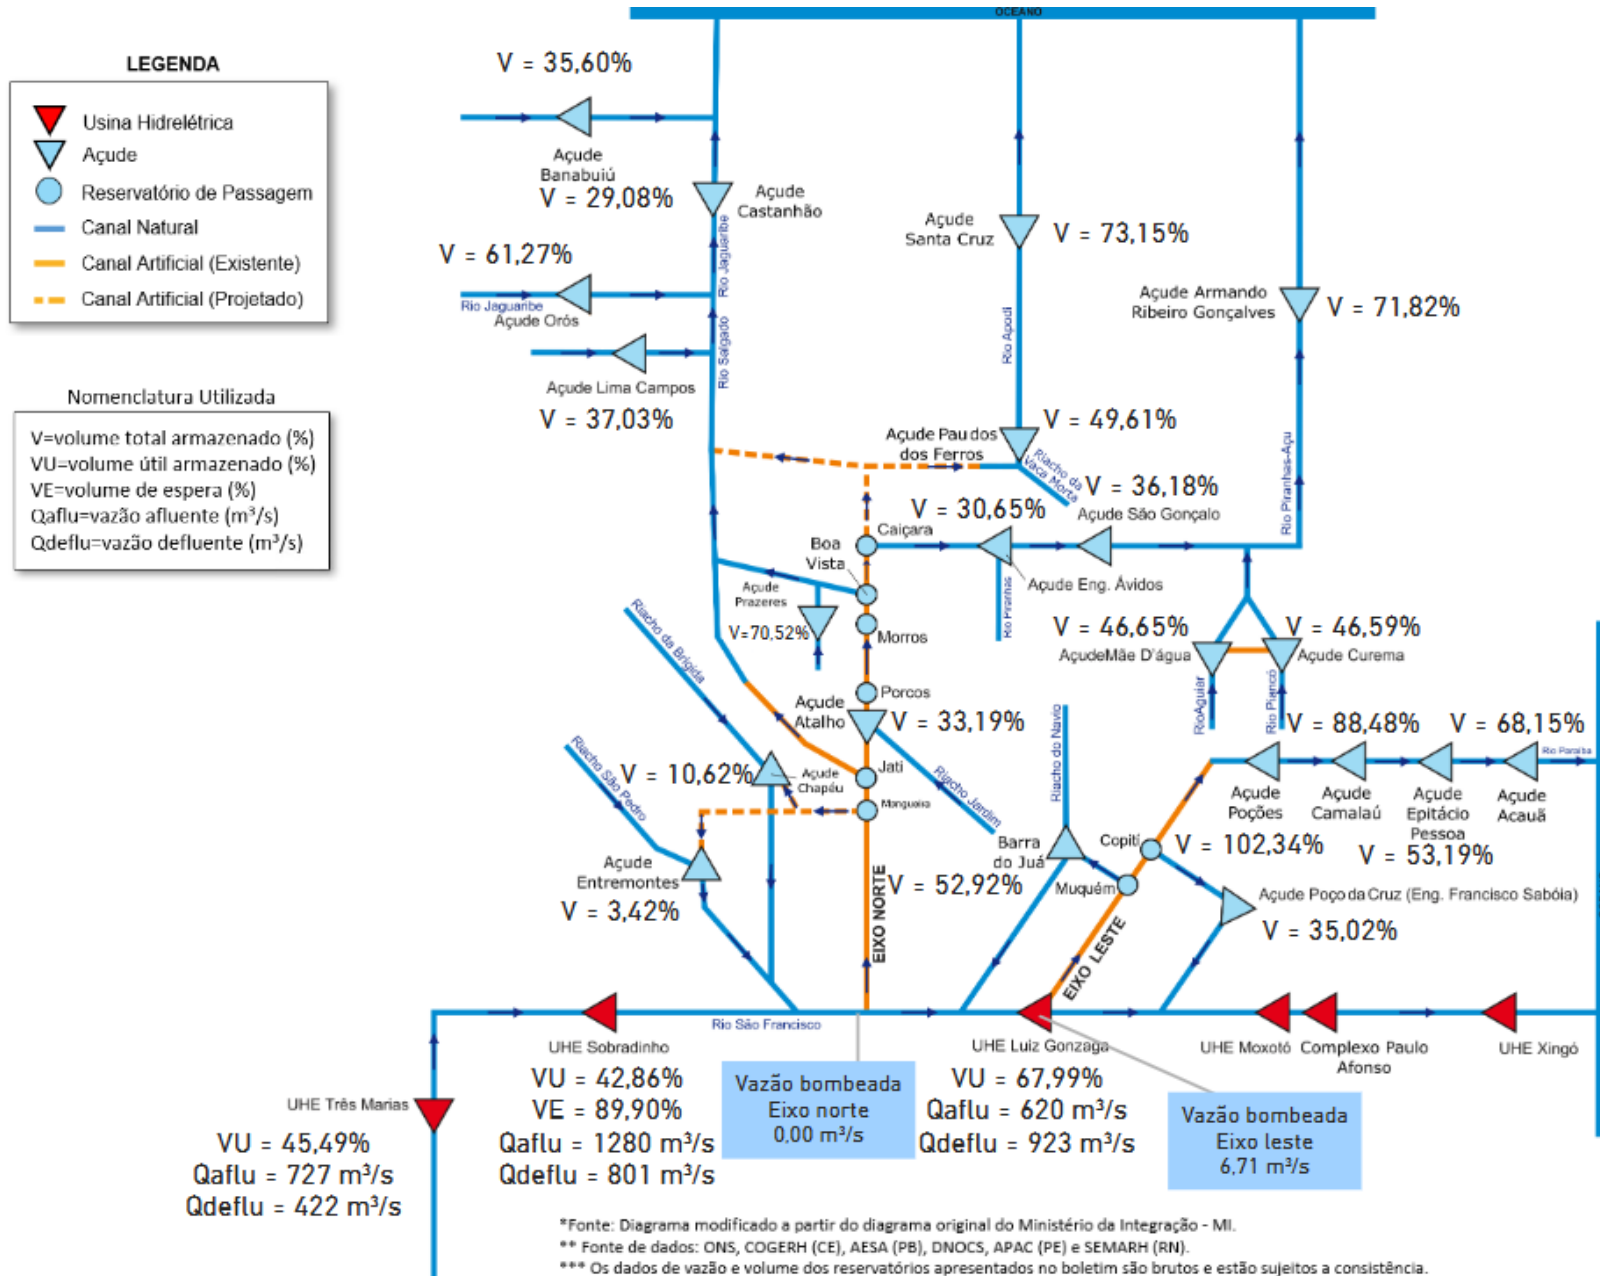 OCEANO
LEGENDA
Usina Hidrelétrica
Açude
Reservatório de Passagem
Canal Natural
Canal Artificial (Existente)
Canal Artificial (Projetado)
Nomenclatura Utilizada
V=volume total armazenado (%)
VU=volume útil armazenado (%)
VE=volume de espera (%)
Qaflu=vazão afluente (m³/s)
Qdeflu=vazão defluente (m³/s)
V = 35,60%
Açude
Banabuiú
V = 29,08%
Açude
Castanhão
Rio Jaguaribe
V = 61,27%
Rio Jaguaribe
Açude Orós
Rio Salgado
Açude Lima Campos
V = 37,03%
Açude
Santa Cruz
V = 73,15%
Rio Apodi
Açude Armando
Ribeiro Gonçalves
V = 71,82%
V = 49,61%
Açude Pau dos
dos Ferros
Riacho da
Vaca Morta
Rio Piranhas-Açu
V = 36,18%
Açude São Gonçalo
V = 30,65%
Caiçara
Boa
Vista
Açude Eng. Ávidos
Rio Piranhas
Açude
Prazeres
V=70,52%
Morros
V = 46,65%
AçudeMãe D'água
V = 46,59%
Açude Curema
RioAguiar
Rio Piancó
Riacho da Brígida
Porcos
Açude
Atalho
V = 33,19%
Riacho do Navio
V = 88,48%
V = 68,15%
Rio Paraíba
Riacho São Pedro
V = 10,62%
Açude
Chapéu
Jati
Riacho Jardim
Mangueira
Açude
Poções
Açude
Camalaú
Açude
Epitácio
Pessoa
Açude
Acauã
V = 53,19%
Barra
do Juá
Copiti
V = 102,34%
Açude
Entremontes
V = 3,42%
V = 52,92%
Muquém
Açude Poço da Cruz (Eng. Francisco Sabóia)
V = 35,02%
EIXO NORTE
EIXO LESTE
Rio São Francisco
UHE Sobradinho
VU = 42,86%
VE = 89,90%
Qaflu = 1280 m³/s
Qdeflu = 801 m³/s
Vazão bombeada
Eixo norte
0,00 m³/s
UHE Luiz Gonzaga
VU = 67,99%
Qaflu = 620 m³/s
Qdeflu = 923 m³/s
Vazão bombeada
Eixo leste
6,71 m³/s
UHE Moxotó
Complexo Paulo
Afonso
UHE Xingó
UHE Três Marias
VU = 45,49%
Qaflu = 727 m³/s
Qdeflu = 422 m³/s
*Fonte: Diagrama modificado a partir do diagrama original do Ministério da Integração - MI.
** Fonte de dados: ONS, COGERH (CE), AESA (PB), DNOCS, APAC (PE) e SEMARH (RN).
*** Os dados de vazão e volume dos reservatórios apresentados no boletim são brutos e estão sujeitos a consistência.